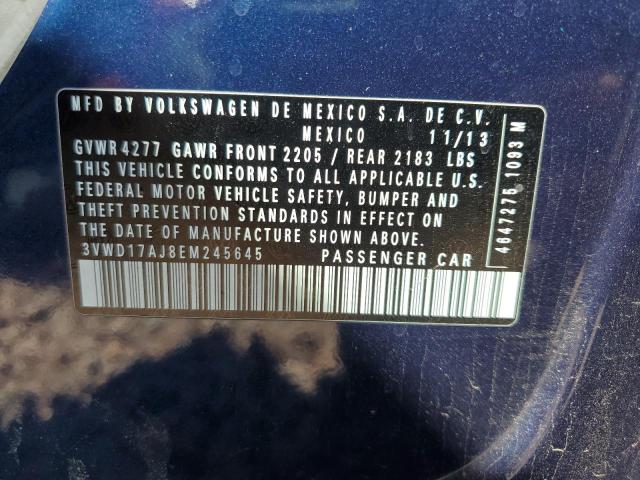 MFD BY VOLKSWAGEN DE MEXICO S.A. DE C.V.
MEXICO 11/13
GVWR4277 GAWR FRONT 2205 / REAR 2183 LBS
THIS VEHICLE CONFORMS TO ALL APPLICABLE U.S.
FEDERAL MOTOR VEHICLE SAFETY, BUMPER AND
THEFT PREVENTION STANDARDS IN EFFECT ON
THE DATE OF MANUFACTURE SHOWN ABOVE.
3VWD17AJ8EM245645 PASSENGER CAR
4647275 1093 M